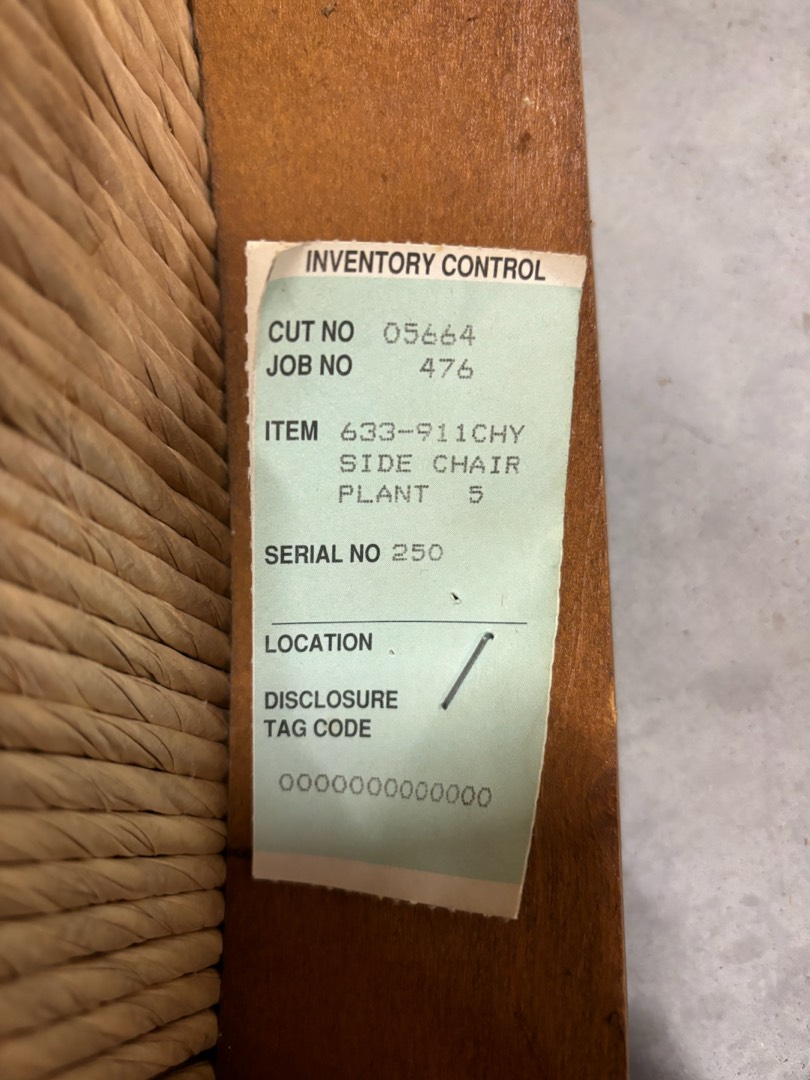 INVENTORY CONTROL
CUT NO 05664
JOB NO 476
ITEM 633-911CHY
SIDE CHAIR
PLANT 5
SERIAL NO 250
LOCATION
DISCLOSURE
TAG CODE
0000000000000